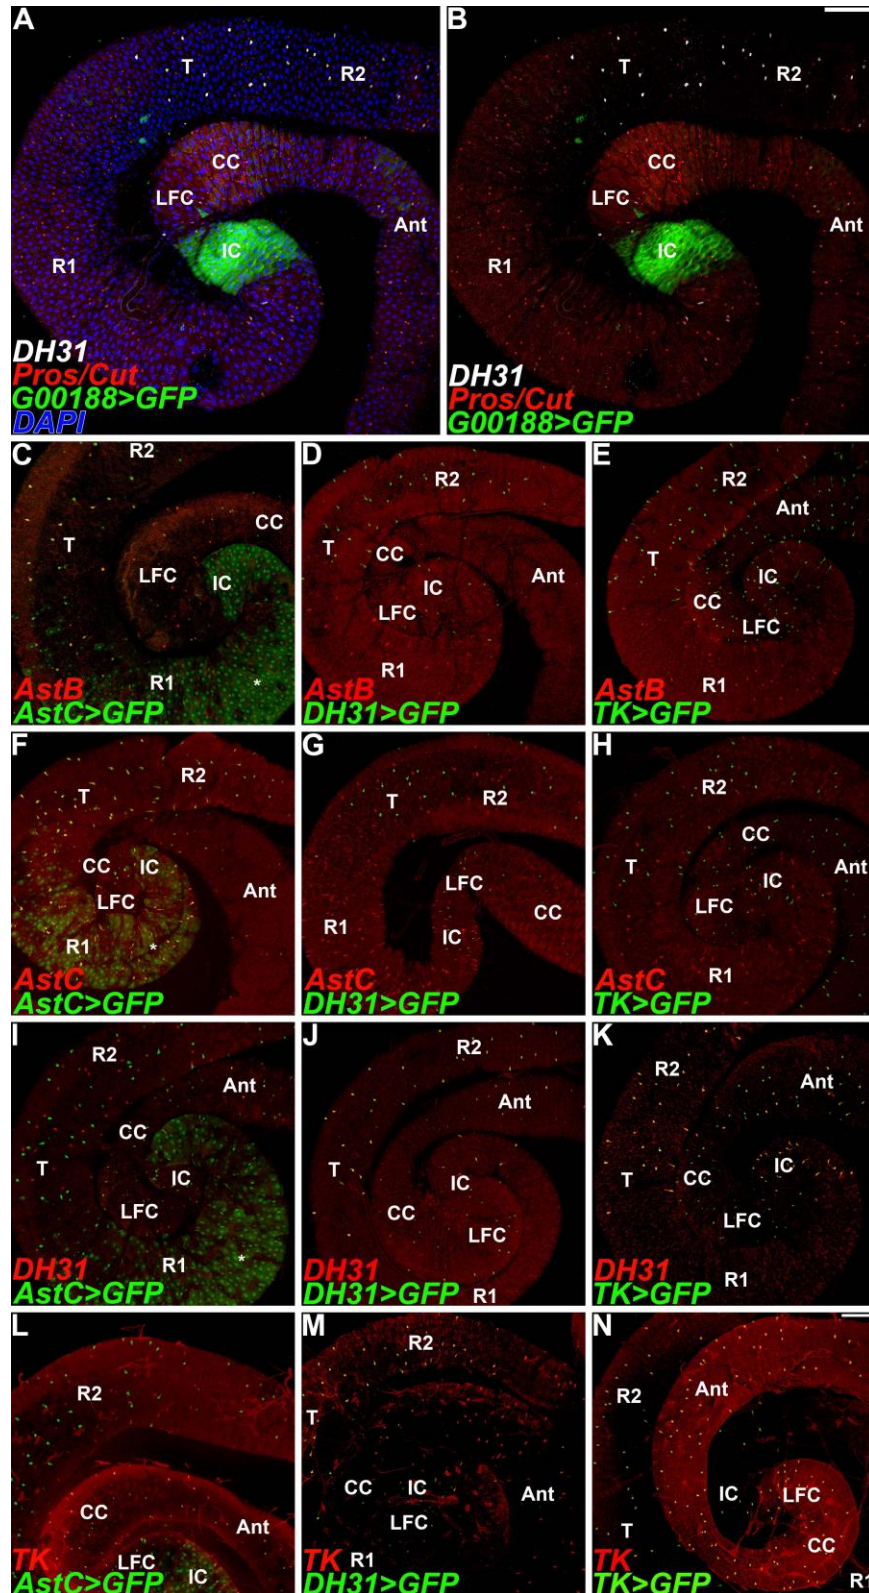 A
T
R2
CC
LFC
Ant
IC
R1
DH31
Pros/Cut
G00188>GFP
DAPI
B
T
R2
CC
LFC
Ant
IC
R1
DH31
Pros/Cut
G00188>GFP
C
R2
CC
T
LFC
IC
R1
*
AstB
AstC>GFP
D
R2
T
CC
IC
Ant
LFC
R1
AstB
DH31>GFP
E
R2
Ant
T
IC
CC
LFC
R1
AstB
TK>GFP
F
R2
T
CC
IC
Ant
LFC
R1
*
AstC
AstC>GFP
G
T
R2
LFC
CC
R1
IC
AstC
DH31>GFP
H
R2
CC
T
Ant
IC
LFC
R1
AstC
TK>GFP
I
R2
Ant
CC
T
IC
LFC
R1
*
DH31
AstC>GFP
J
R2
Ant
T
IC
CC
LFC
DH31
DH31>GFP
R1
K
R2
Ant
IC
T
CC
LFC
DH31
R1
TK>GFP
L
R2
CC
Ant
TK
LFC
AstC>GFP
IC
M
R2
T
CC
IC
Ant
LFC
TK
R1
DH31>GFP
N
R2
Ant
IC
LFC
T
CC
TK
TK>GFP
R1